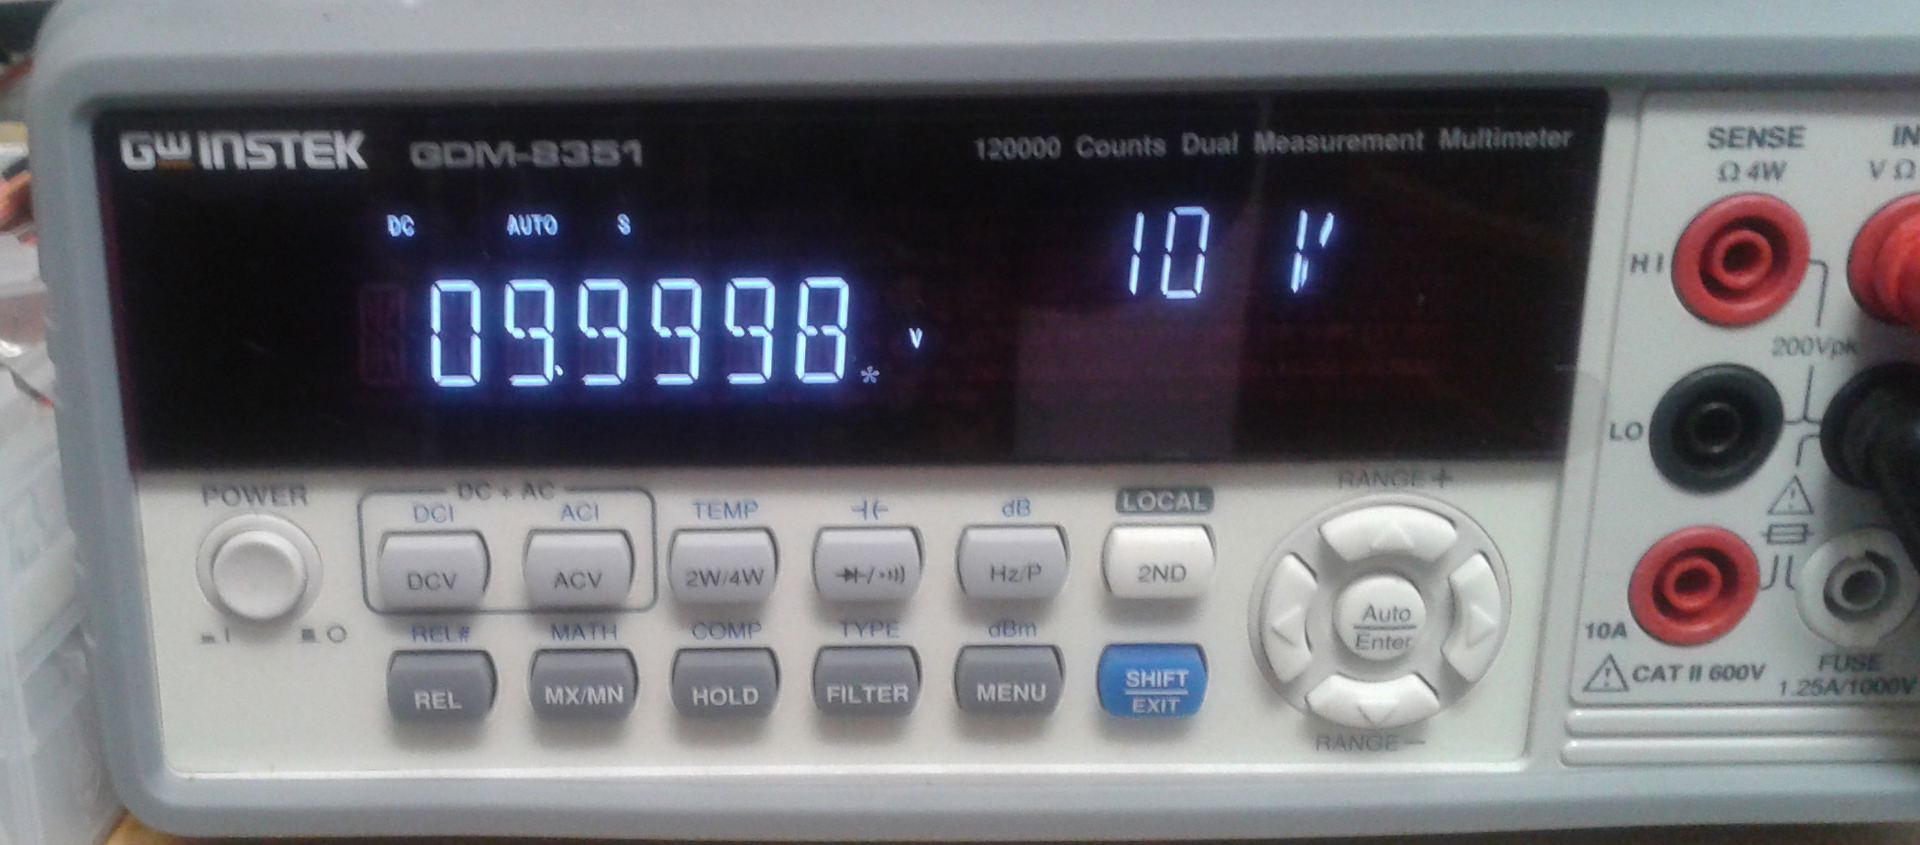 GWINSTEK GDM-8351
120000 Counts Dual Measurement Multimeter
DC AUTO S
10 V
09.9998 V
*
SENSE
Ω 4W
IN
V Ω
HI
200Vpk
LO
10A
CAT II 600V
FUSE
1.25A/1000V
POWER
I
O
DC + AC
DCI ACI TEMP dB LOCAL
DCV ACV 2W/4W Hz/P 2ND
REL# MATH COMP TYPE dBm
REL MX/MN HOLD FILTER MENU SHIFT
EXIT
RANGE +
Auto
Enter
RANGE −